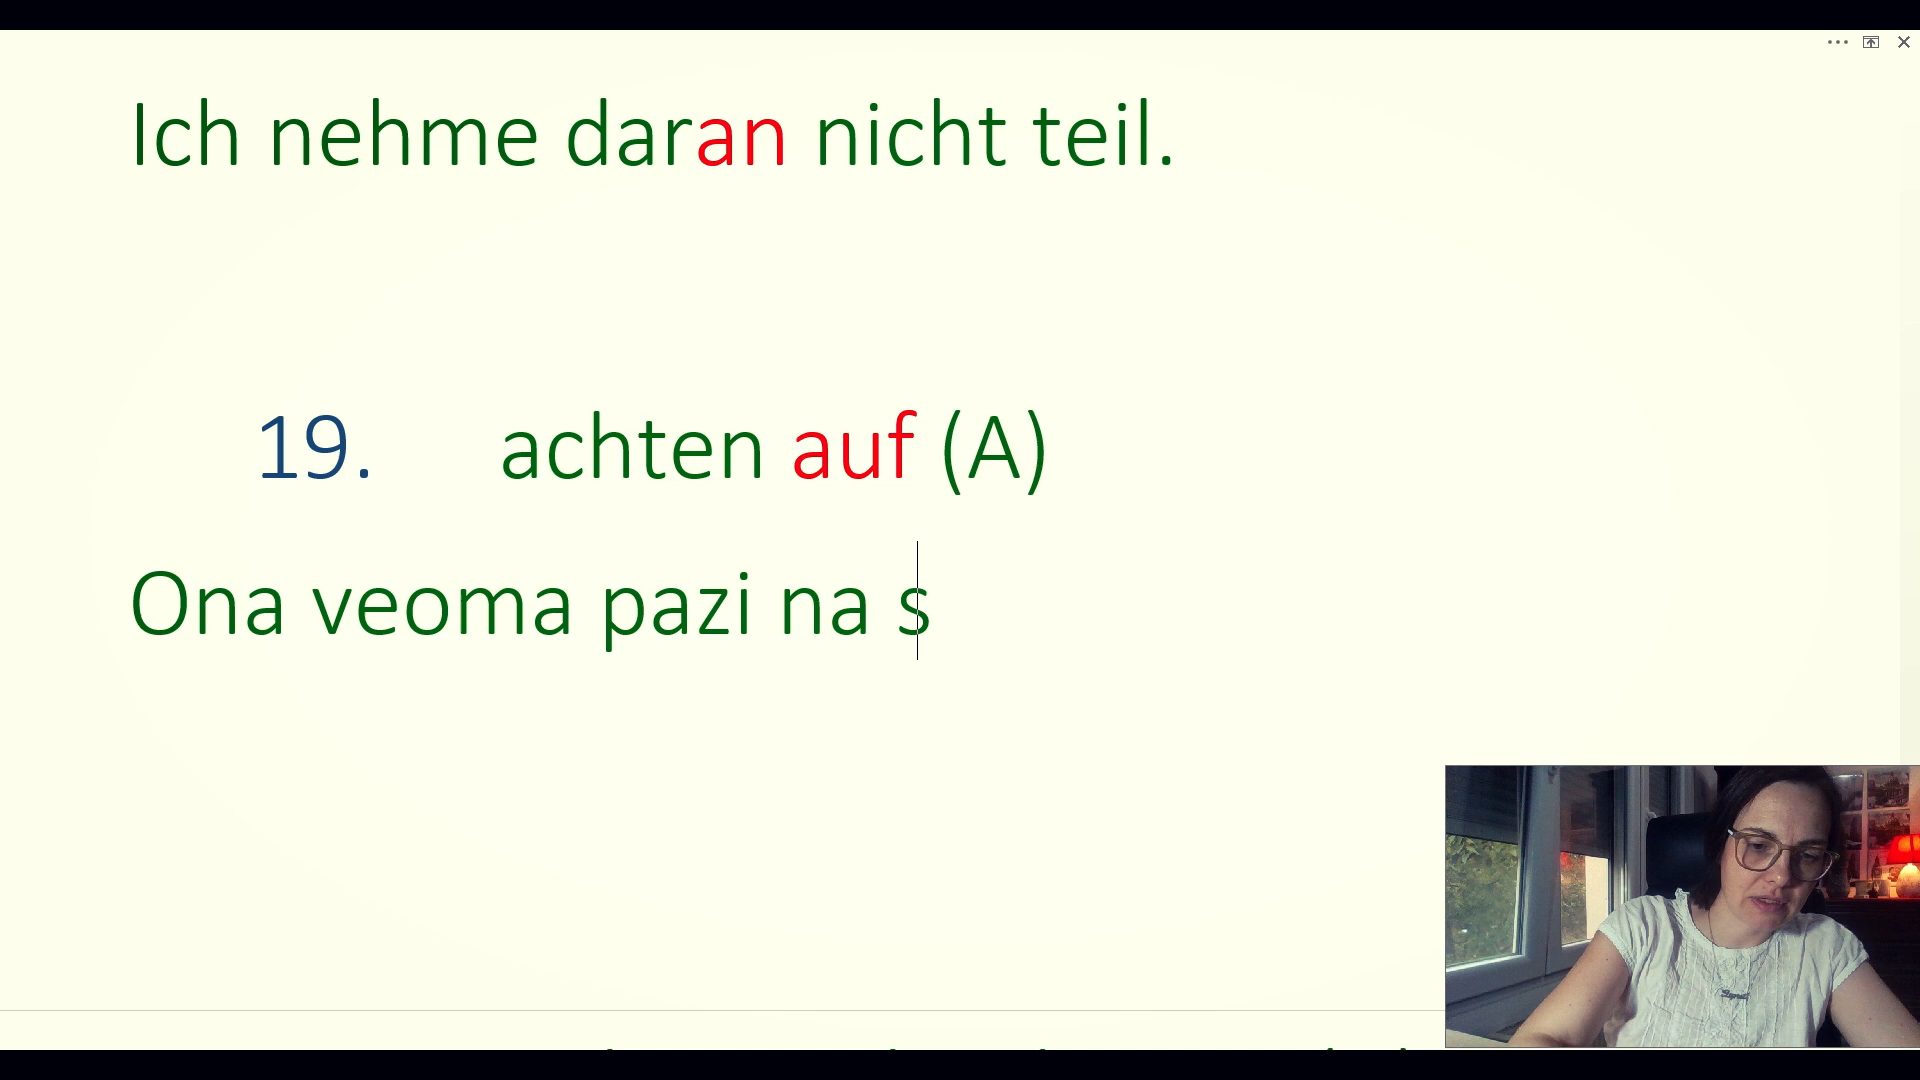 Ich nehme daran nicht teil.
19. achten auf (A)
Ona veoma pazi na s